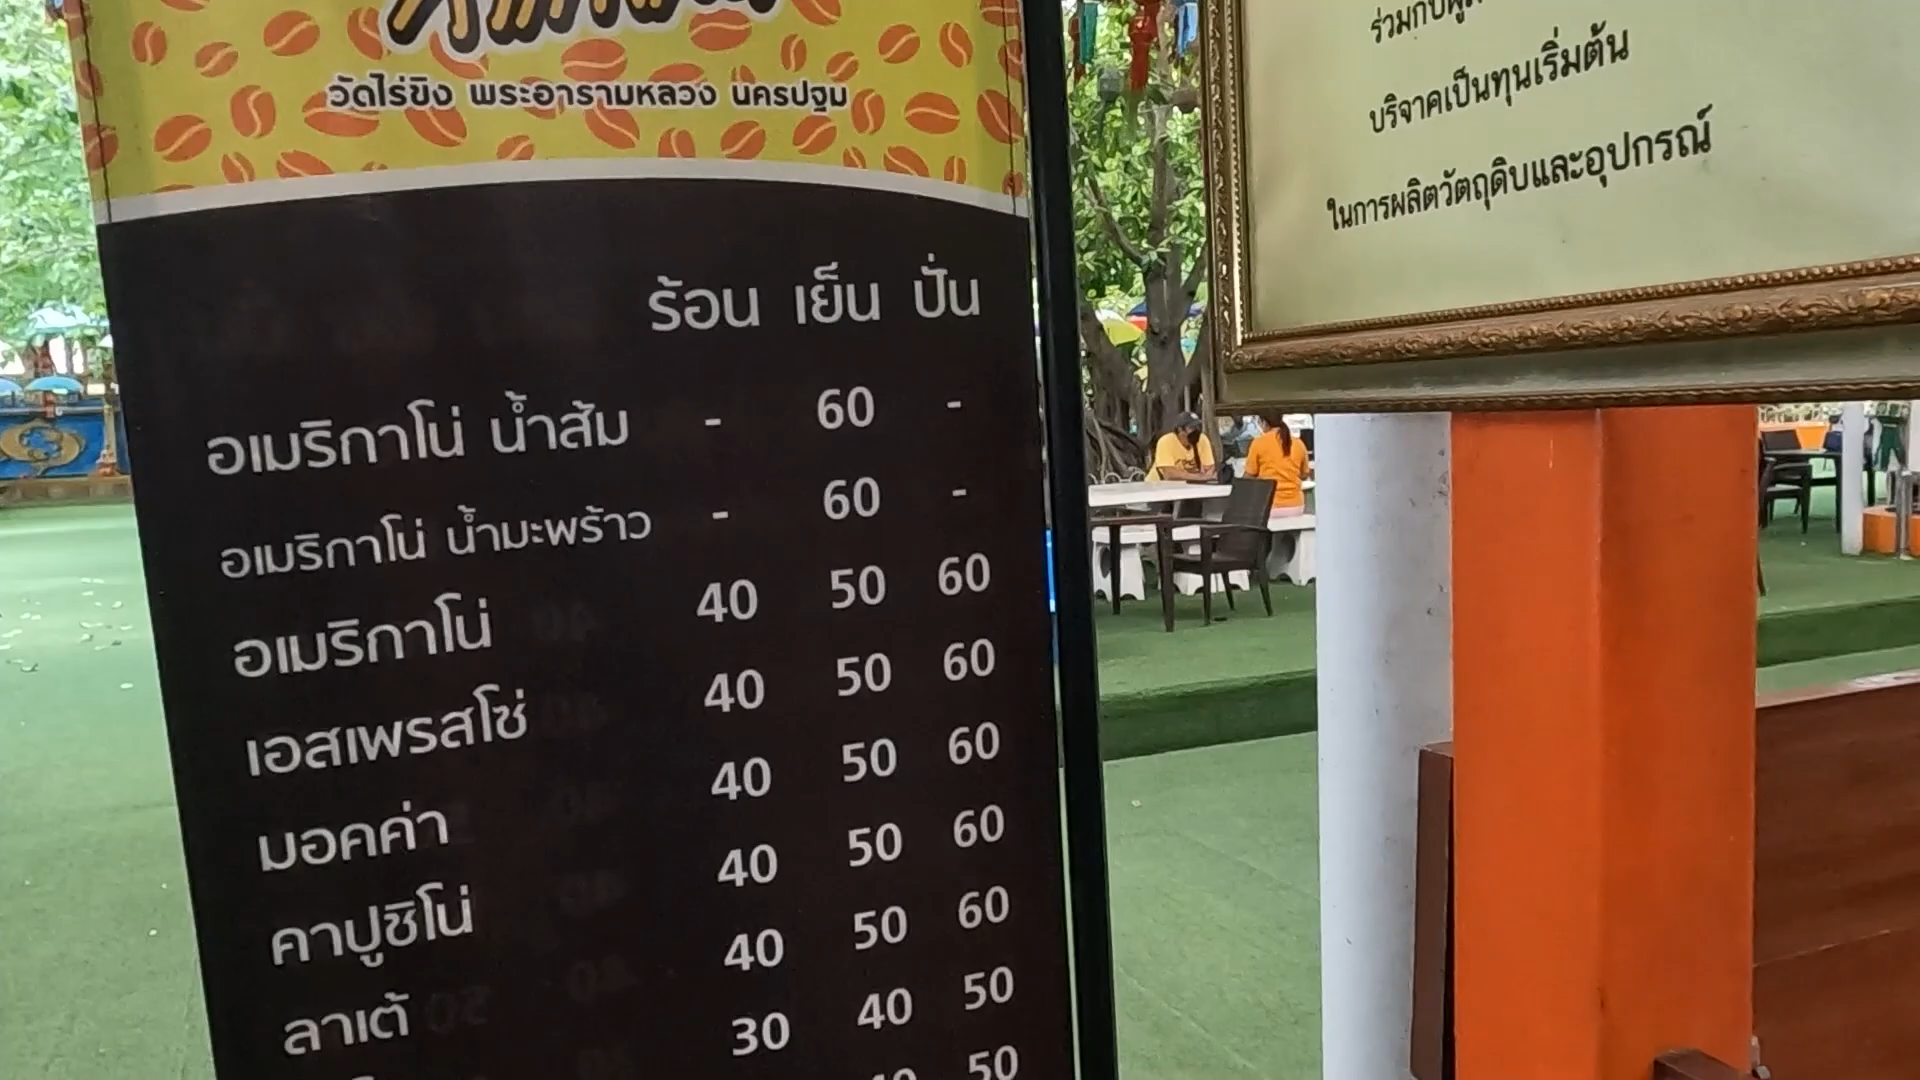 วัดไร่ขิง พระอารามหลวง นครปฐม
ร้อน เย็น ปั่น
อเมริกาโน่ น้ำส้ม - 60 -
อเมริกาโน่ น้ำมะพร้าว - 60 -
อเมริกาโน่ 40 50 60
เอสเพรสโซ่ 40 50 60
มอคค่า 40 50 60
คาปูชิโน่ 40 50 60
ลาเต้ 40 50 60
30 40 50
40 50
บริจาคเป็นทุนเริ่มต้น
ในการผลิตวัตถุดิบและอุปกรณ์